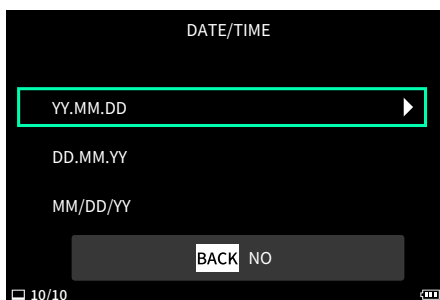 DATE/TIME
YY.MM.DD
DD.MM.YY
MM/DD/YY
BACK NO
10/10